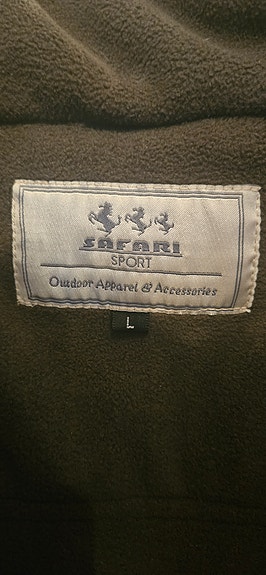 SAFARI
SPORT
Outdoor Apparel & Accessories
L